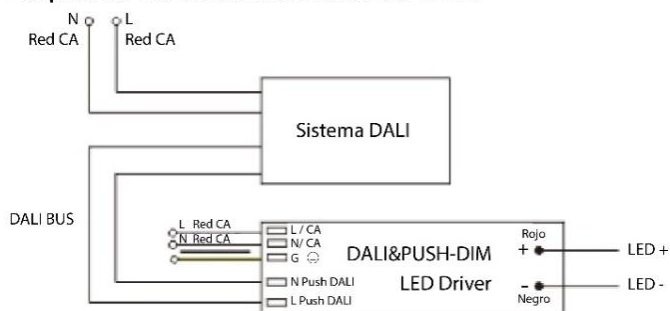 N L
Red CA Red CA
Sistema DALI
DALI BUS
L Red CA
N Red CA
L / CA
N/ CA
G
N Push DALI
L Push DALI
DALI&PUSH-DIM
LED Driver
Rojo
+
-
Negro
LED +
LED -